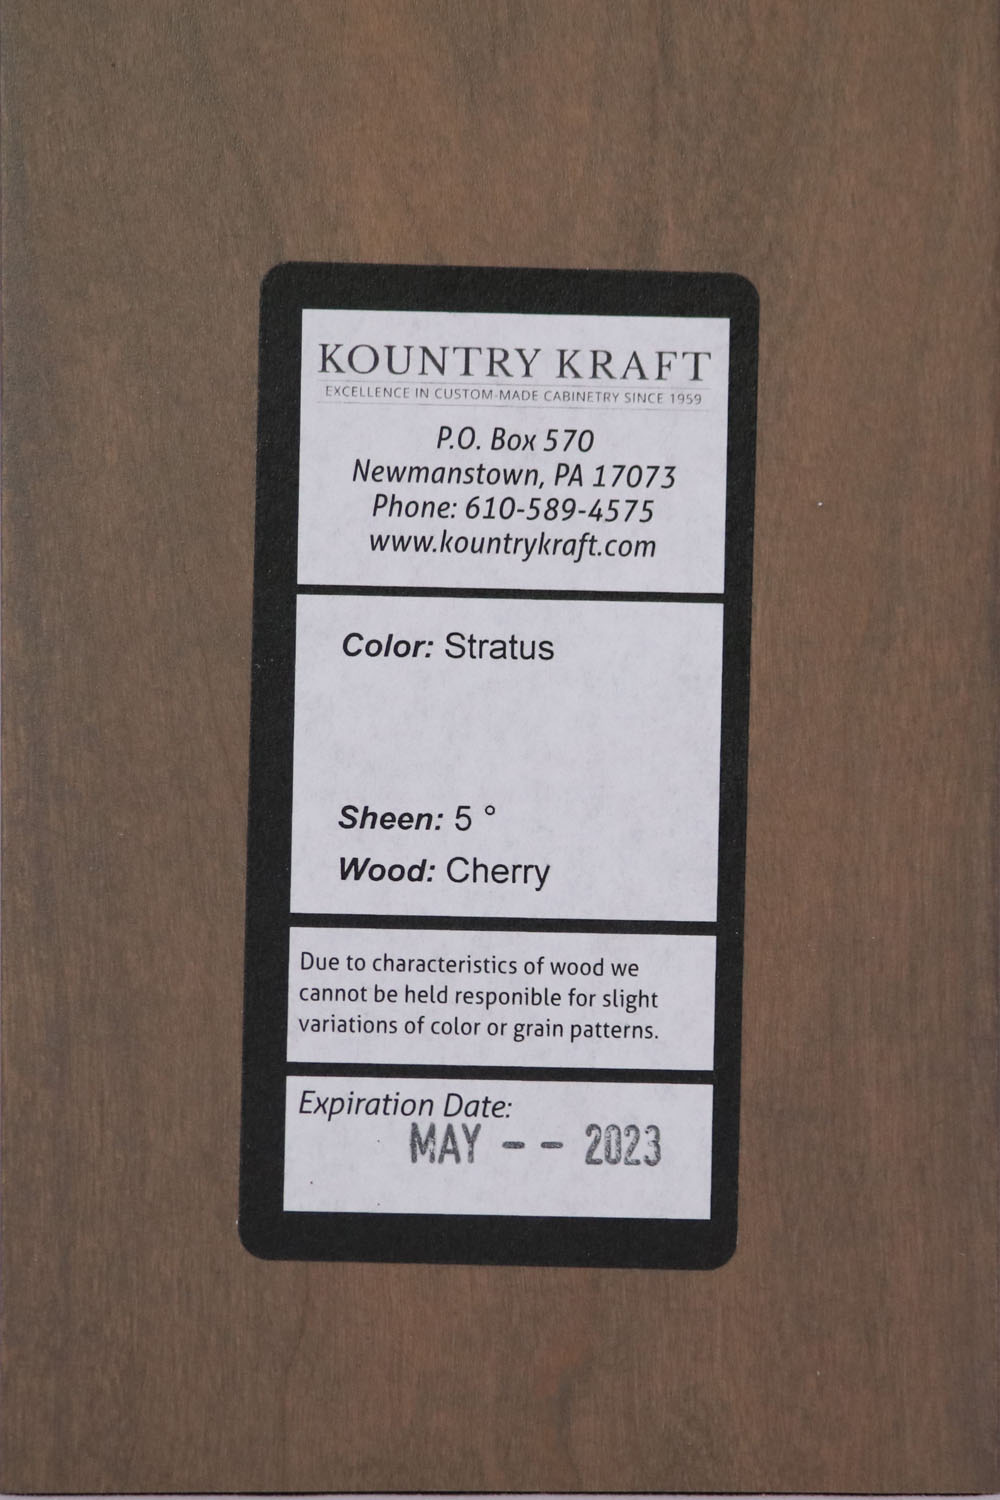 KOUNTRY KRAFT
EXCELLENCE IN CUSTOM-MADE CABINETRY SINCE 1959
P.O. Box 570
Newmanstown, PA 17073
Phone: 610-589-4575
www.kountrykraft.com
Color: Stratus
Sheen: 5 °
Wood: Cherry
Due to characteristics of wood we
cannot be held responible for slight
variations of color or grain patterns.
Expiration Date:
MAY -- 2023